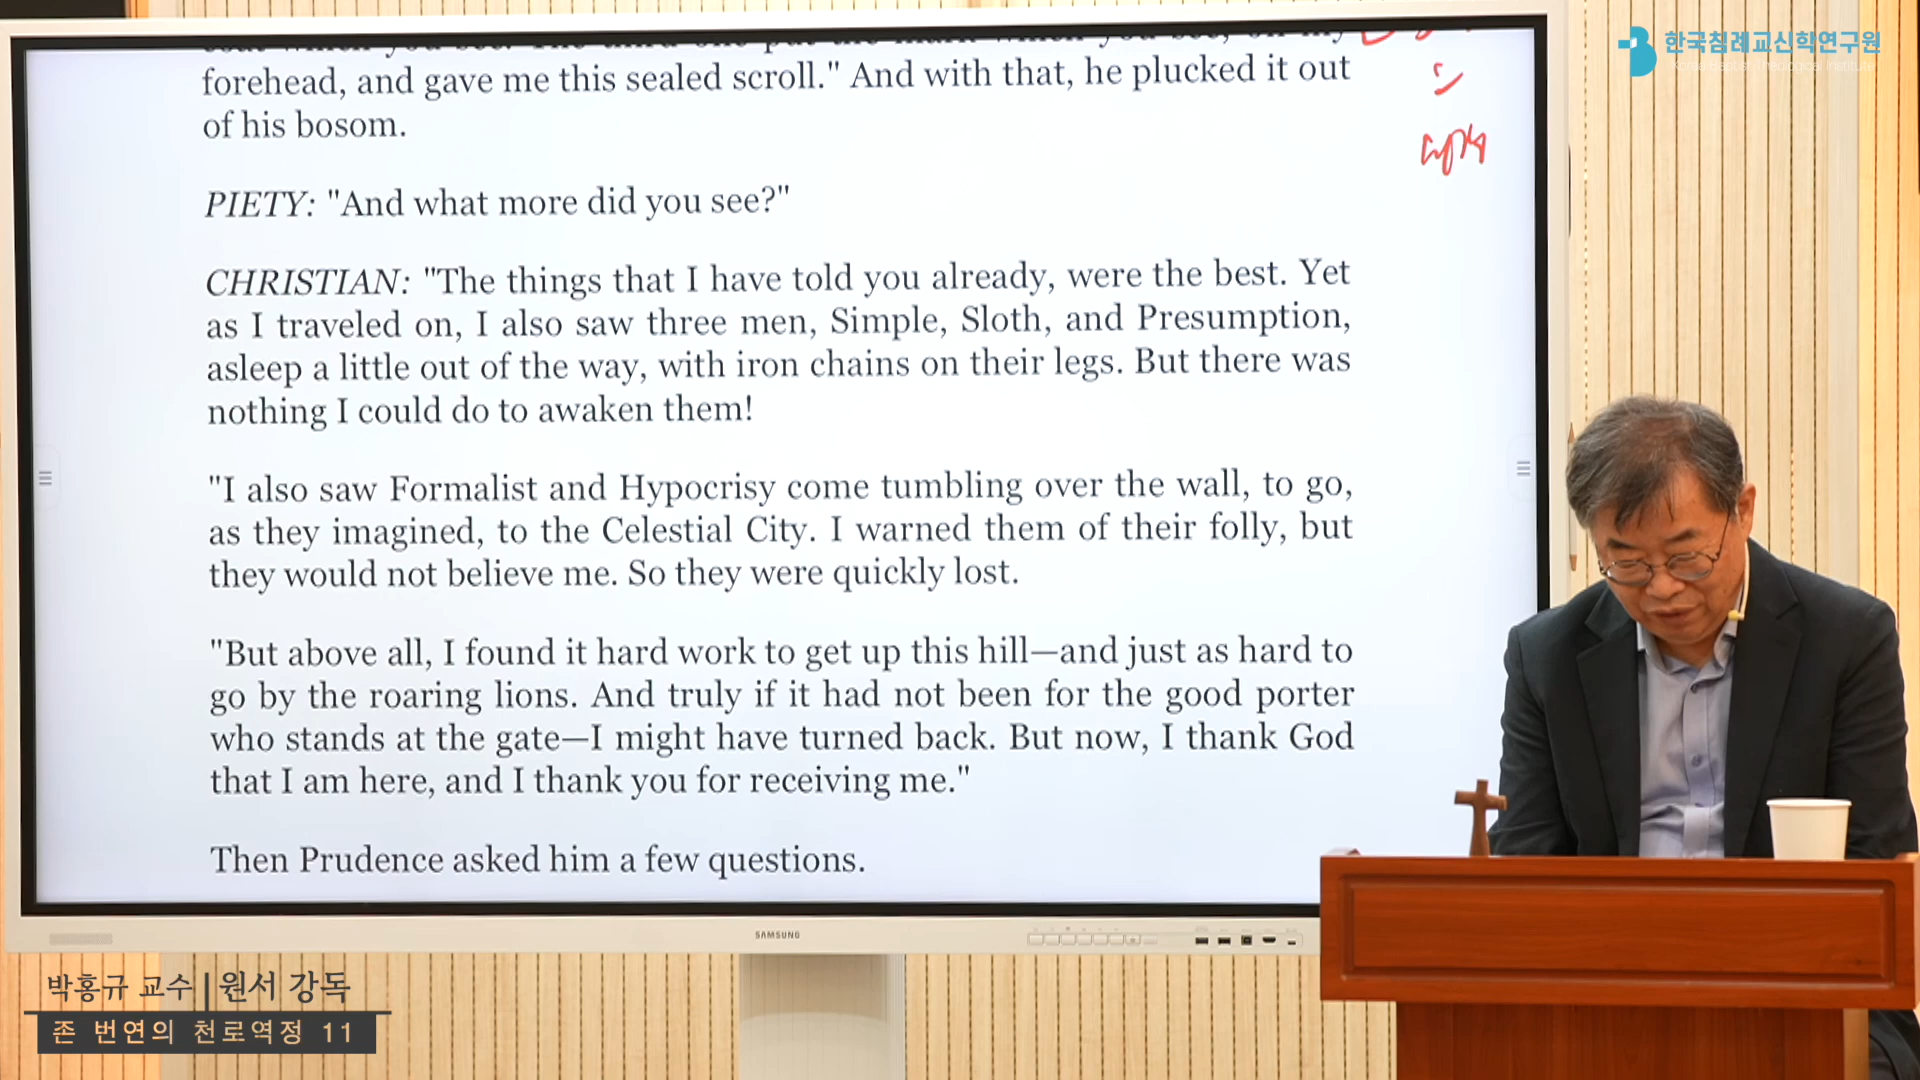 forehead, and gave me this sealed scroll." And with that, he plucked it out
of his bosom.
PIETY: "And what more did you see?"
CHRISTIAN: "The things that I have told you already, were the best. Yet
as I traveled on, I also saw three men, Simple, Sloth, and Presumption,
asleep a little out of the way, with iron chains on their legs. But there was
nothing I could do to awaken them!
"I also saw Formalist and Hypocrisy come tumbling over the wall, to go,
as they imagined, to the Celestial City. I warned them of their folly, but
they would not believe me. So they were quickly lost.
"But above all, I found it hard work to get up this hill—and just as hard to
go by the roaring lions. And truly if it had not been for the good porter
who stands at the gate—I might have turned back. But now, I thank God
that I am here, and I thank you for receiving me."
Then Prudence asked him a few questions.
SAMSUNG
한국침례교신학연구원
Korea Baptist Theological Institute
박홍규 교수 | 원서 강독
존 번연의 천로역정 11